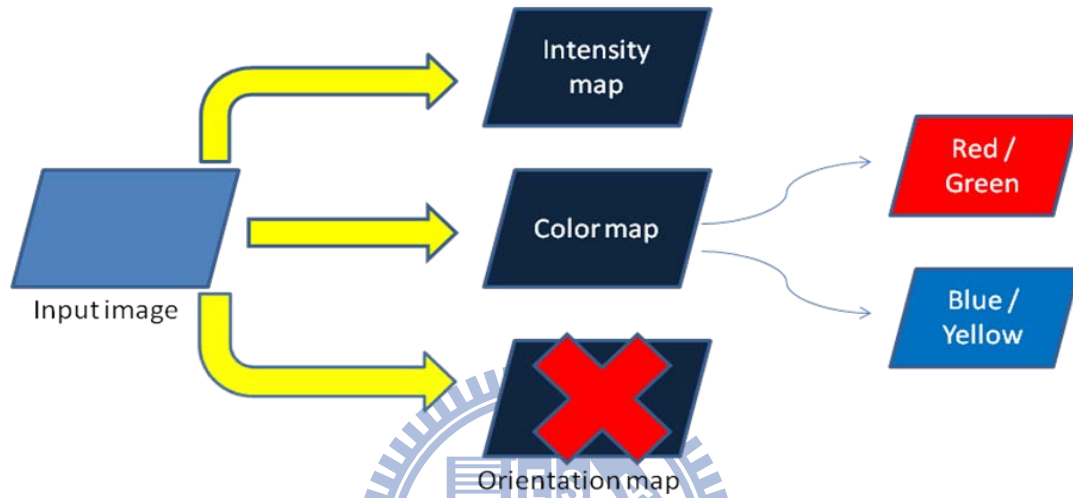 Intensity
map
Red /
Green
Color map
Input image
Blue /
Yellow
Orientation map